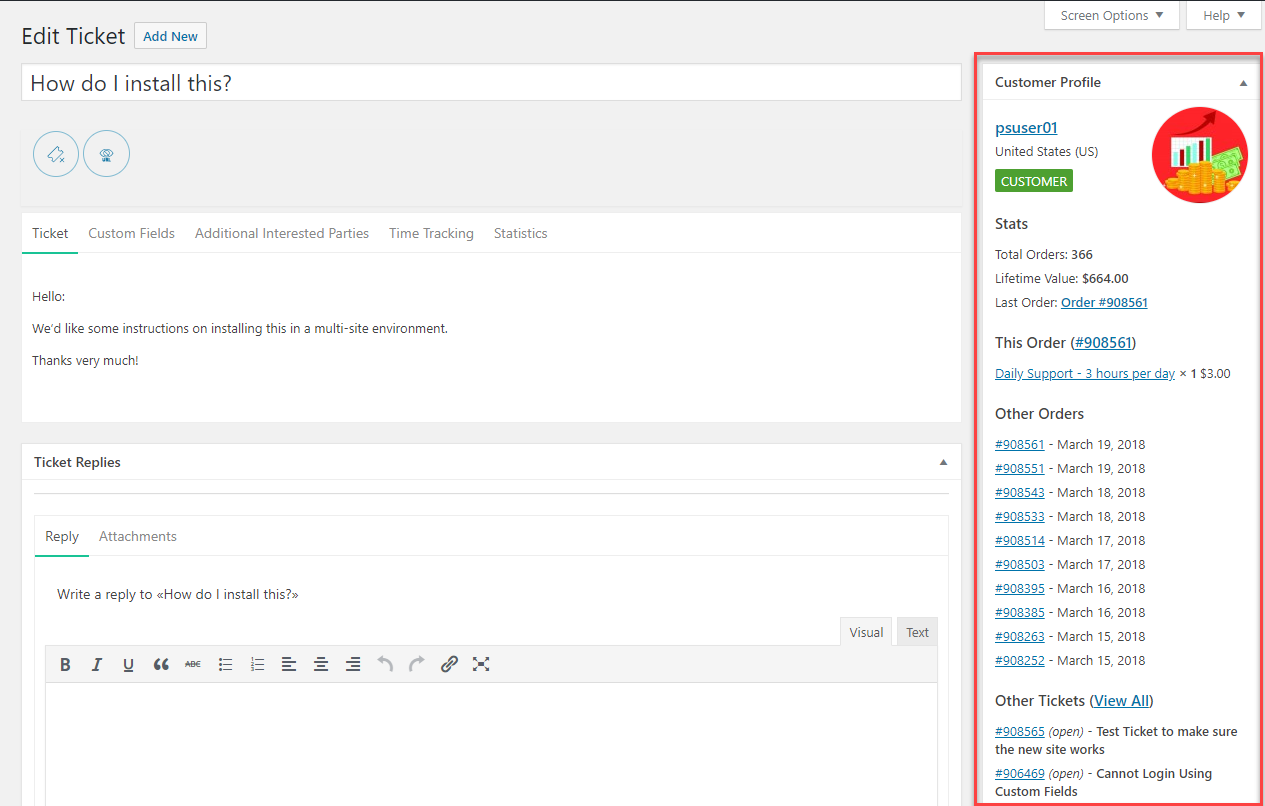 Screen Options ▼
Help ▼
Edit Ticket
Add New
How do I install this?
URL
Ticket
Custom Fields
Additional Interested Parties
Time Tracking
Statistics
Hello:
We'd like some instructions on installing this in a multi-site environment.
Thanks very much!
Ticket Replies
Reply
Attachments
Write a reply to «How do I install this?»
Visual
Text
B I U ABC
Customer Profile
psuser01
United States (US)
CUSTOMER
Stats
Total Orders: 366
Lifetime Value: $664.00
Last Order: Order #908561
This Order (#908561)
Daily Support - 3 hours per day × 1 $3.00
Other Orders
#908561 - March 19, 2018
#908551 - March 19, 2018
#908543 - March 18, 2018
#908533 - March 18, 2018
#908514 - March 17, 2018
#908503 - March 17, 2018
#908395 - March 16, 2018
#908385 - March 16, 2018
#908263 - March 15, 2018
#908252 - March 15, 2018
Other Tickets (View All)
#908565 (open) - Test Ticket to make sure
the new site works
#906469 (open) - Cannot Login Using
Custom Fields